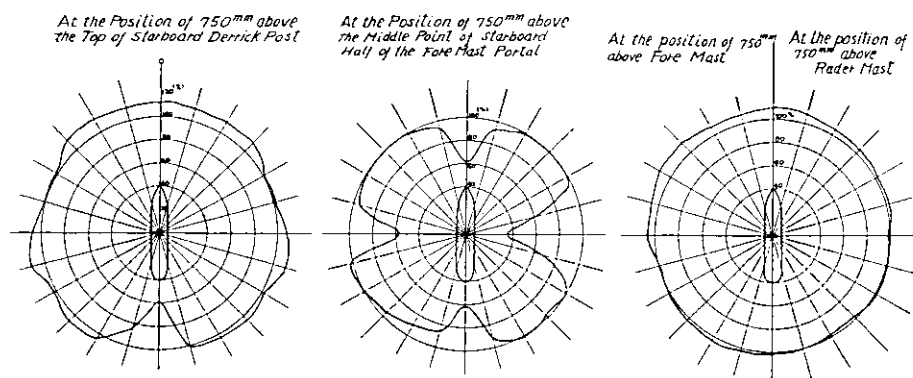 At the Position of 750mm above
the Top of Starboard Derrick Post
At the Position of 750mm above
the Middle Point of Starboard
Half of the Fore Mast Portal
At the position of 750mm
above Fore Mast
At the position of
750mm above
Rader Mast
0